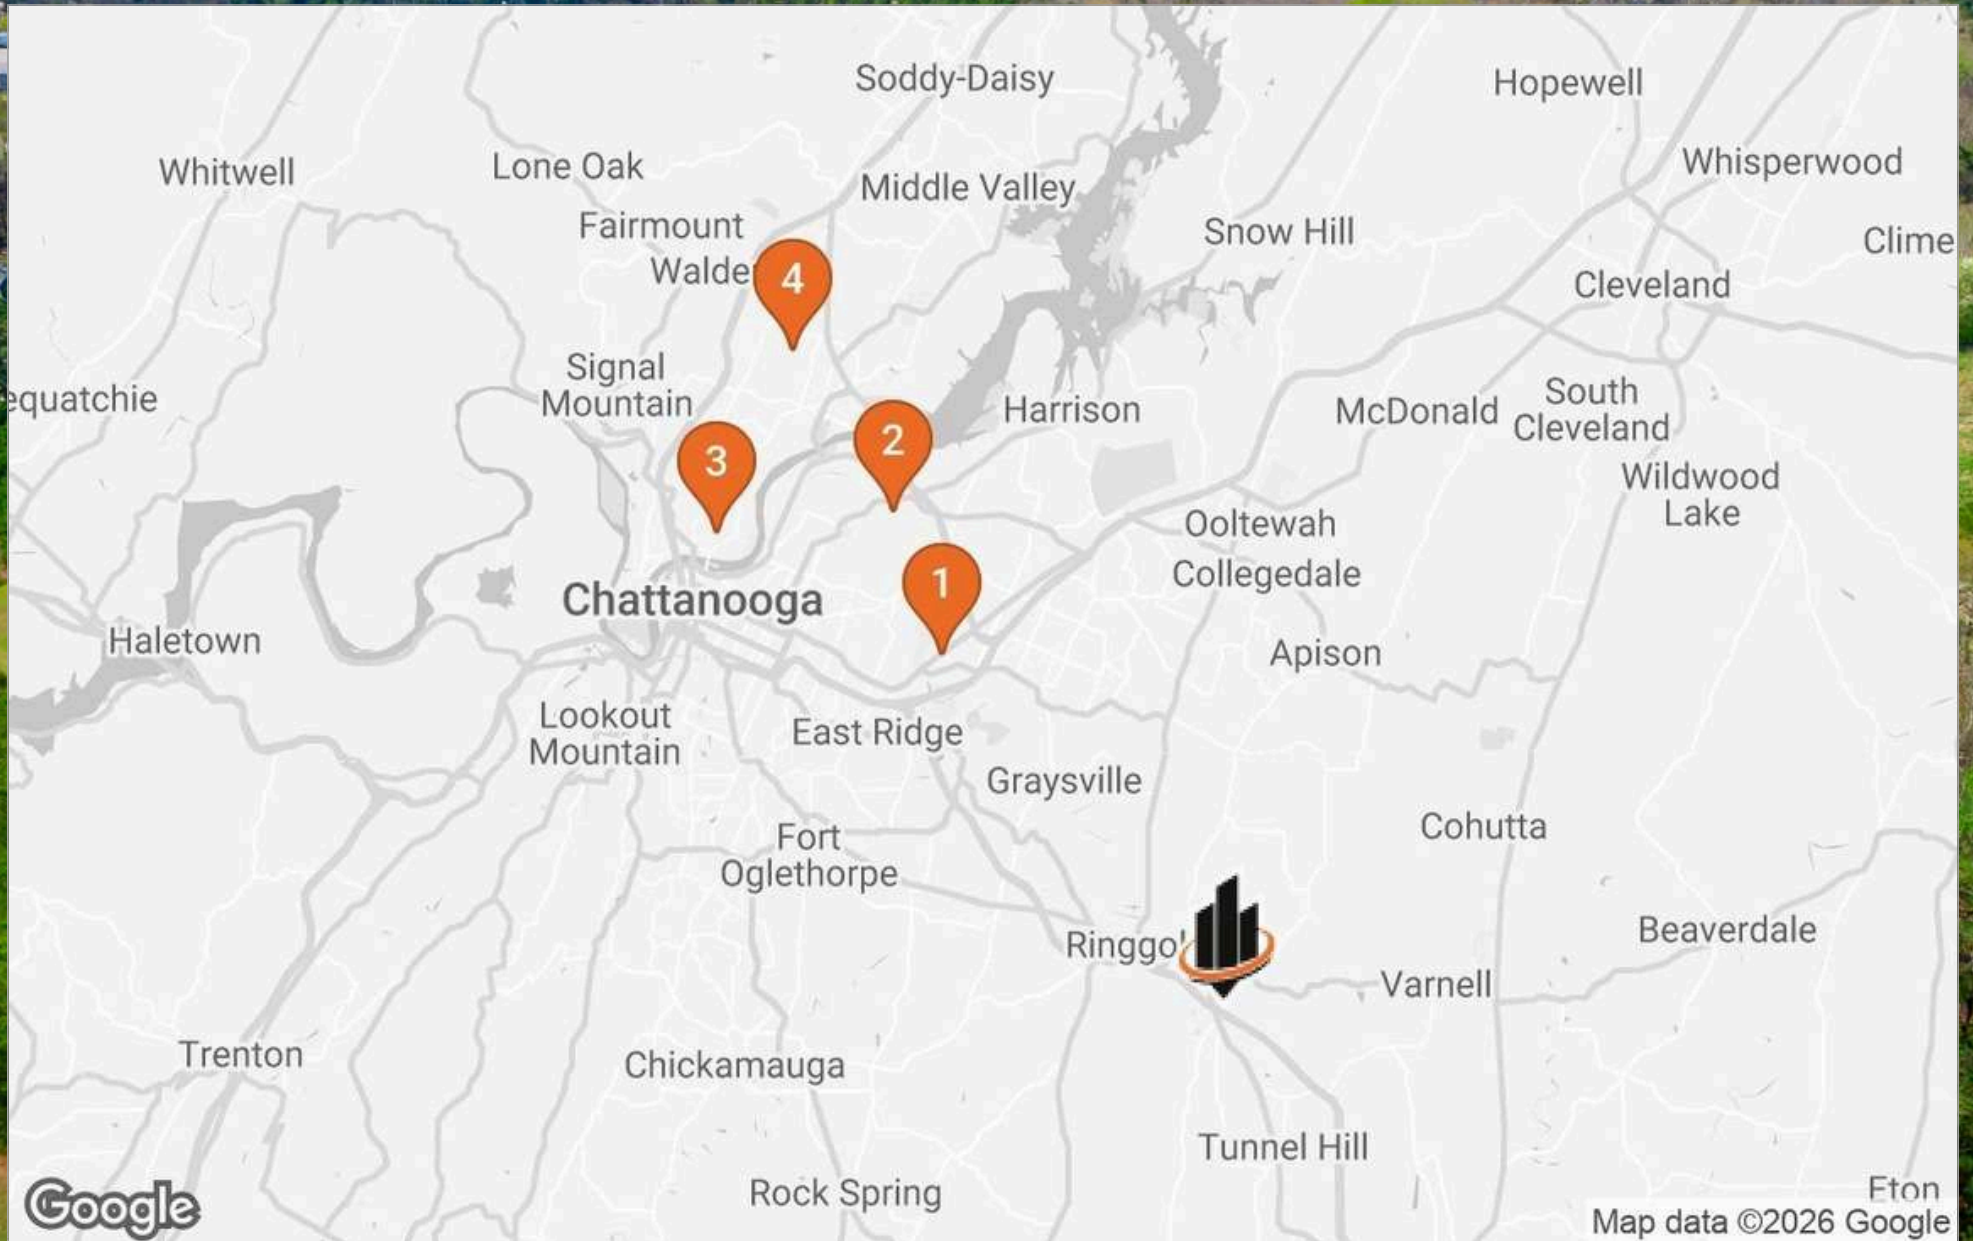 Soddy-Daisy
Hopewell
Whitwell
Lone Oak
Middle Valley
Whisperwood
Fairmount
Snow Hill
Clime
Walde
4
Cleveland
Signal
Mountain
equatchie
Harrison
McDonald
South
Cleveland
3
2
Wildwood
Lake
Ooltewah
Collegedale
Chattanooga
1
Haletown
Apison
Lookout
Mountain
East Ridge
Graysville
Fort
Oglethorpe
Cohutta
Ringgol
Beaverdale
Varnell
Trenton
Chickamauga
Tunnel Hill
Rock Spring
Eton
Google
Map data ©2026 Google